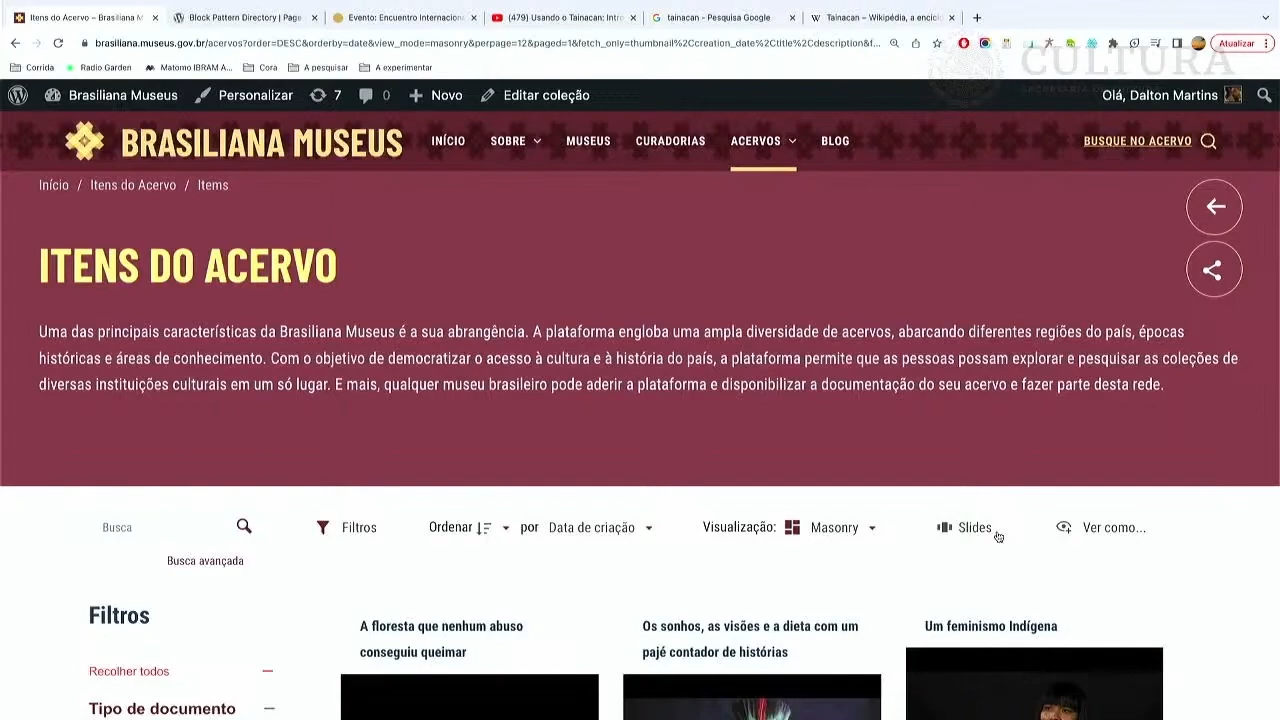 Itens do Acervo – Brasiliana M
Block Pattern Directory | Page
Evento: Encuentro Internacion
(479) Usando o Tainacan: Intro
tainacan - Pesquisa Google
Tainacan – Wikipédia, a encicl
brasiliana.museus.gov.br/acervos?order=DESC&orderby=date&view_mode=masonry&perpage=12&paged=1&fetch_only=thumbnail%2Ccreation_date%2Ctitle%2Cdescription&f...
Atualizar
Corrida
Radio Garden
Matomo IBRAM A...
Cora
A pesquisar
A experimentar
CULTURA
Brasiliana Museus
Personalizar
7
0
Novo
Editar coleção
Olá, Dalton Martins
BRASILIANA MUSEUS
INÍCIO
SOBRE
MUSEUS
CURADORIAS
ACERVOS
BLOG
BUSQUE NO ACERVO
Início / Itens do Acervo / Items
ITENS DO ACERVO
Uma das principais características da Brasiliana Museus é a sua abrangência. A plataforma engloba uma ampla diversidade de acervos, abarcando diferentes regiões do país, épocas
históricas e áreas de conhecimento. Com o objetivo de democratizar o acesso à cultura e à história do país, a plataforma permite que as pessoas possam explorar e pesquisar as coleções de
diversas instituições culturais em um só lugar. E mais, qualquer museu brasileiro pode aderir a plataforma e disponibilizar a documentação do seu acervo e fazer parte desta rede.
Busca
Filtros
Ordenar
por
Data de criação
Visualização:
Masonry
Slides
Ver como...
Busca avançada
Filtros
Recolher todos
Tipo de documento
A floresta que nenhum abuso
conseguiu queimar
Os sonhos, as visões e a dieta com um
pajé contador de histórias
Um feminismo Indígena